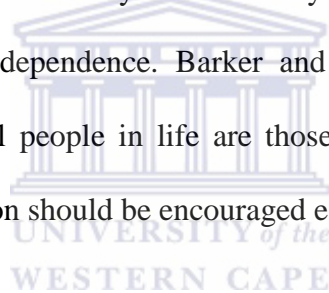 dependence. Barker and
people in life are those
on should be encouraged e
UNIVERSITY of the
WESTERN CAPE